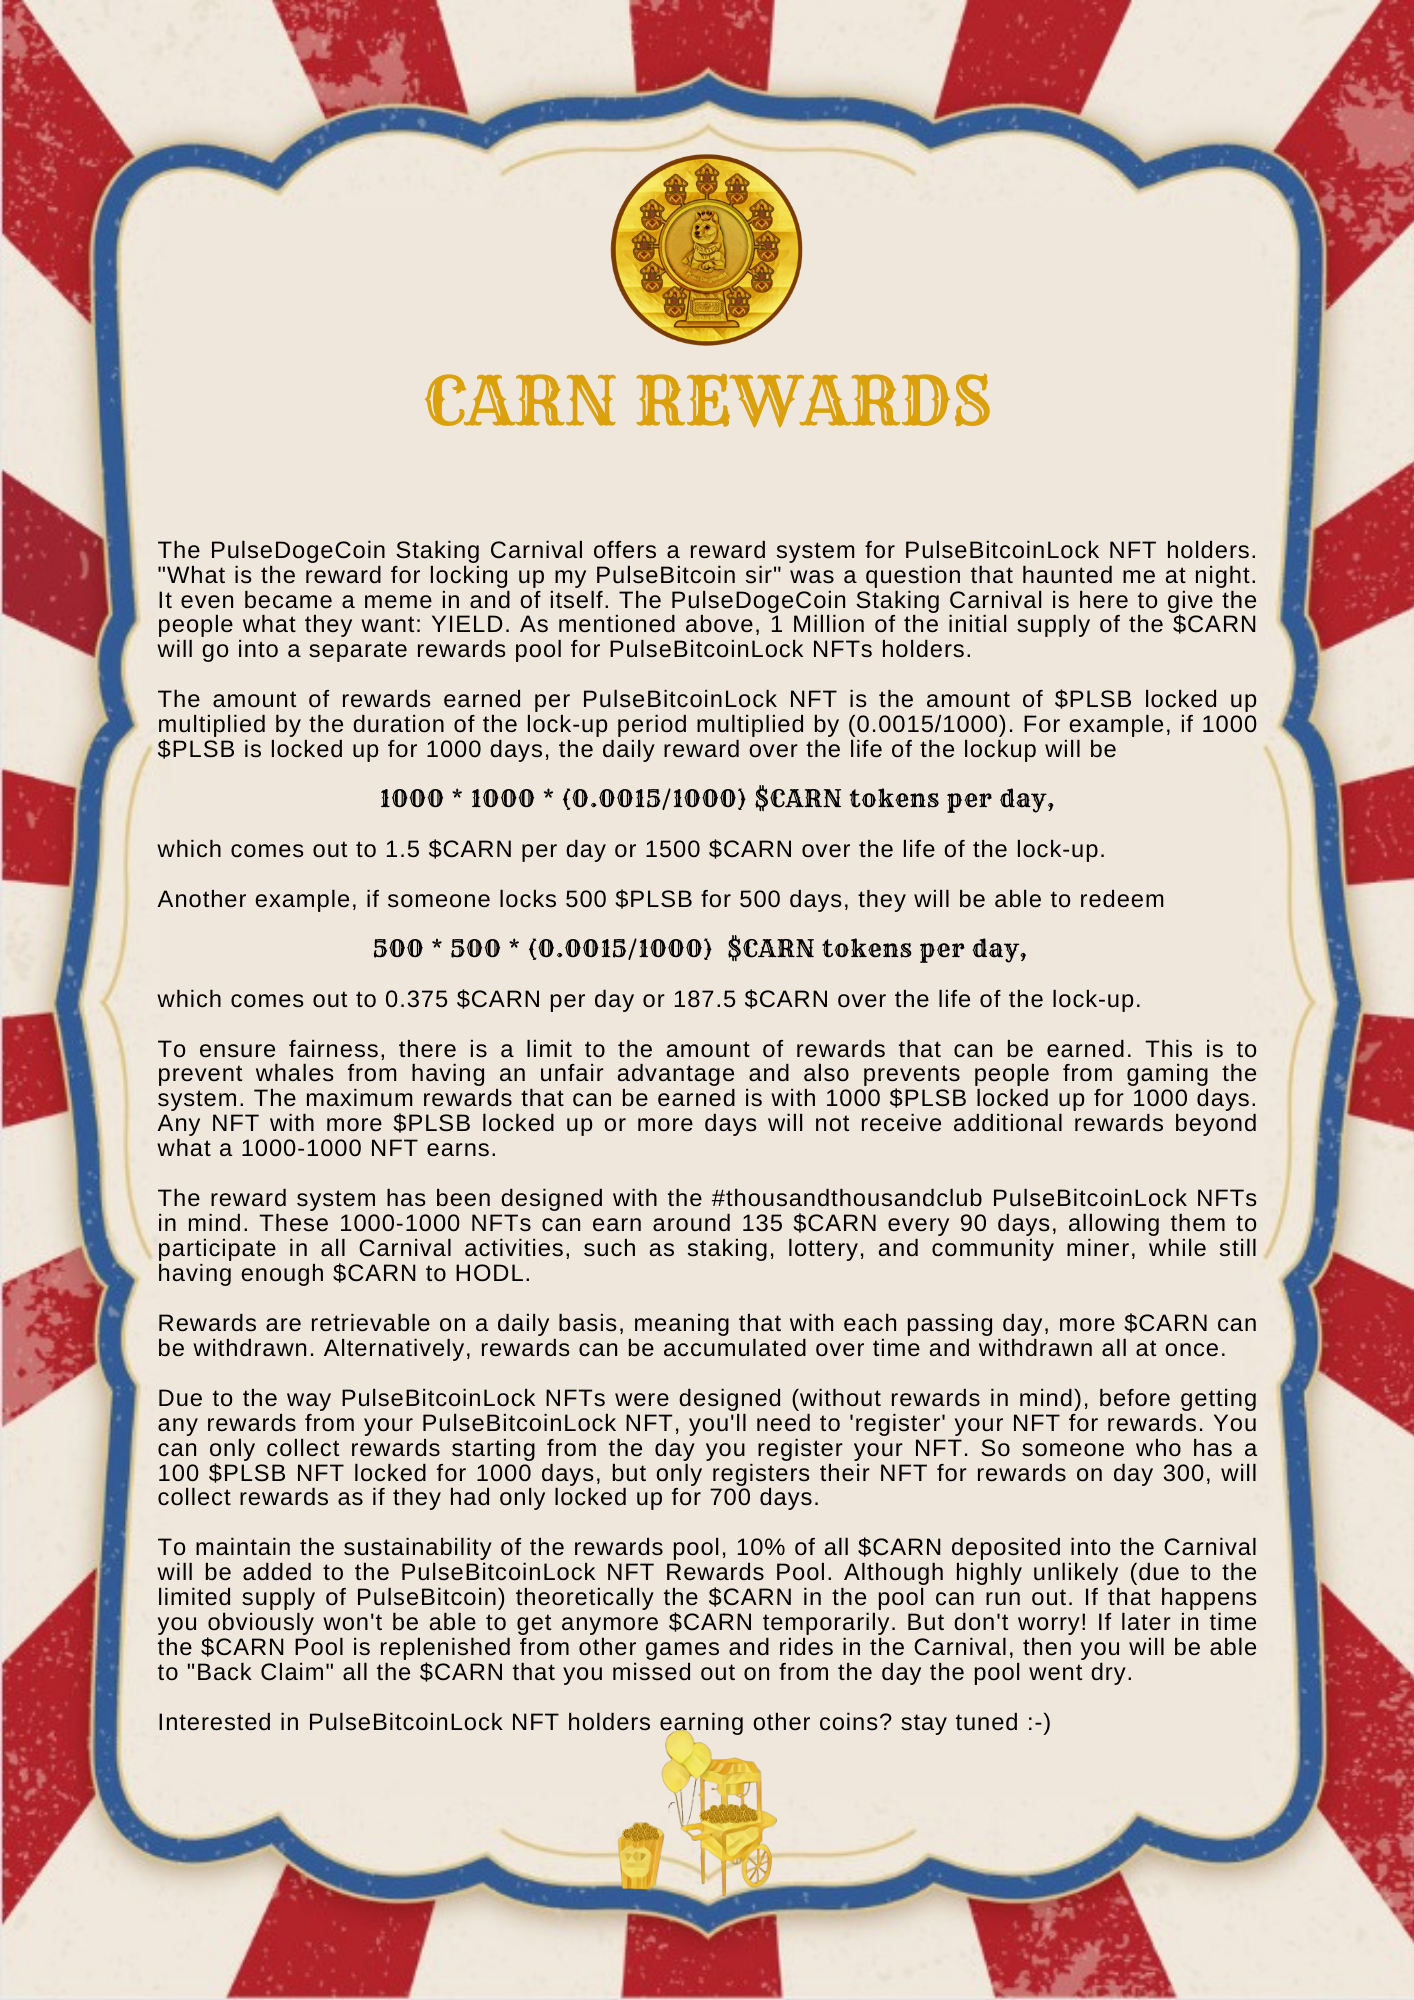 CARN REWARDS
The PulseDogeCoin Staking Carnival offers a reward system for PulseBitcoinLock NFT holders.
"What is the reward for locking up my PulseBitcoin sir" was a question that haunted me at night.
It even became a meme in and of itself. The PulseDogeCoin Staking Carnival is here to give the
people what they want: YIELD. As mentioned above, 1 Million of the initial supply of the $CARN
will go into a separate rewards pool for PulseBitcoinLock NFTs holders.
The amount of rewards earned per PulseBitcoinLock NFT is the amount of $PLSB locked up
multiplied by the duration of the lock-up period multiplied by (0.0015/1000). For example, if 1000
$PLSB is locked up for 1000 days, the daily reward over the life of the lockup will be
1000 * 1000 * (0.0015/1000) $CARN tokens per day,
which comes out to 1.5 $CARN per day or 1500 $CARN over the life of the lock-up.
Another example, if someone locks 500 $PLSB for 500 days, they will be able to redeem
500 * 500 * (0.0015/1000) $CARN tokens per day,
which comes out to 0.375 $CARN per day or 187.5 $CARN over the life of the lock-up.
To ensure fairness, there is a limit to the amount of rewards that can be earned. This is to
prevent whales from having an unfair advantage and also prevents people from gaming the
system. The maximum rewards that can be earned is with 1000 $PLSB locked up for 1000 days.
Any NFT with more $PLSB locked up or more days will not receive additional rewards beyond
what a 1000-1000 NFT earns.
The reward system has been designed with the #thousandthousandclub PulseBitcoinLock NFTs
in mind. These 1000-1000 NFTs can earn around 135 $CARN every 90 days, allowing them to
participate in all Carnival activities, such as staking, lottery, and community miner, while still
having enough $CARN to HODL.
Rewards are retrievable on a daily basis, meaning that with each passing day, more $CARN can
be withdrawn. Alternatively, rewards can be accumulated over time and withdrawn all at once.
Due to the way PulseBitcoinLock NFTs were designed (without rewards in mind), before getting
any rewards from your PulseBitcoinLock NFT, you'll need to 'register' your NFT for rewards. You
can only collect rewards starting from the day you register your NFT. So someone who has a
100 $PLSB NFT locked for 1000 days, but only registers their NFT for rewards on day 300, will
collect rewards as if they had only locked up for 700 days.
To maintain the sustainability of the rewards pool, 10% of all $CARN deposited into the Carnival
will be added to the PulseBitcoinLock NFT Rewards Pool. Although highly unlikely (due to the
limited supply of PulseBitcoin) theoretically the $CARN in the pool can run out. If that happens
you obviously won't be able to get anymore $CARN temporarily. But don't worry! If later in time
the $CARN Pool is replenished from other games and rides in the Carnival, then you will be able
to "Back Claim" all the $CARN that you missed out on from the day the pool went dry.
Interested in PulseBitcoinLock NFT holders earning other coins? stay tuned :-)